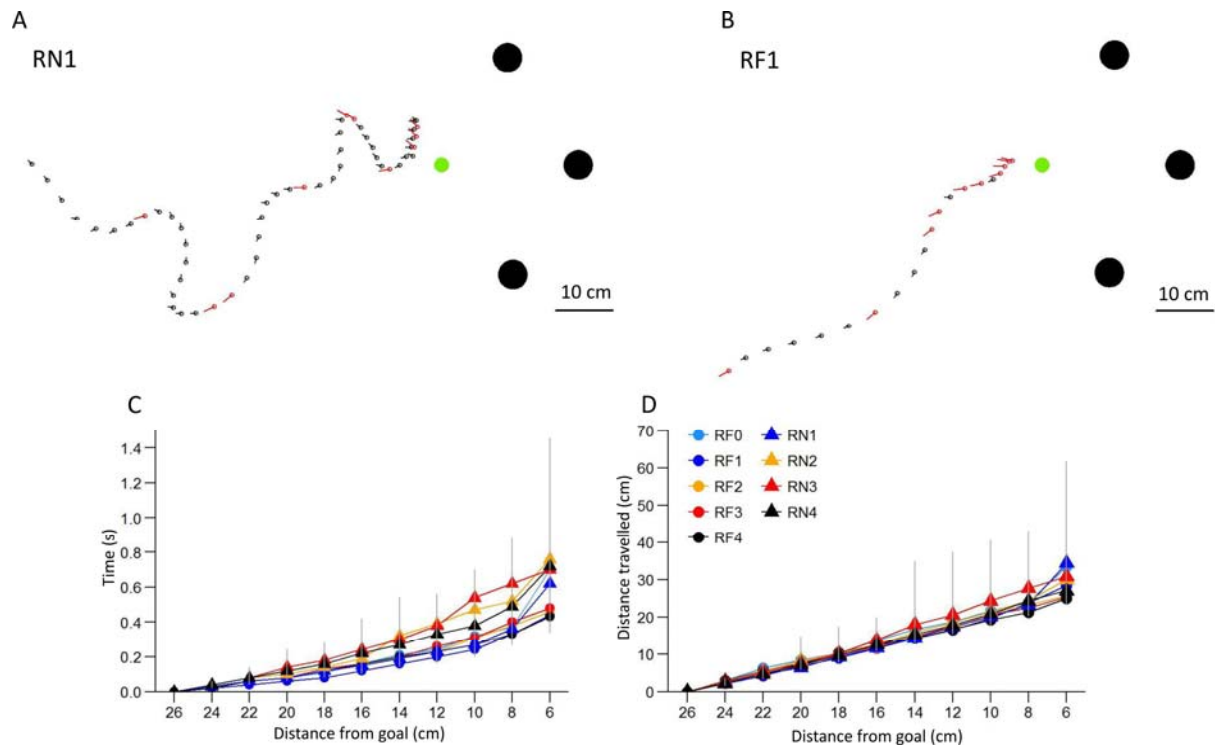 A
RN1
10 cm
B
RF1
10 cm
C
Time (s)
1.4
1.2
1.0
0.8
0.6
0.4
0.2
0.0
26 24 22 20 18 16 14 12 10 8 6
Distance from goal (cm)
D
RF0 RN1
RF1 RN2
RF2 RN3
RF3 RN4
RF4
Distance travelled (cm)
70
60
50
40
30
20
10
0
26 24 22 20 18 16 14 12 10 8 6
Distance from goal (cm)